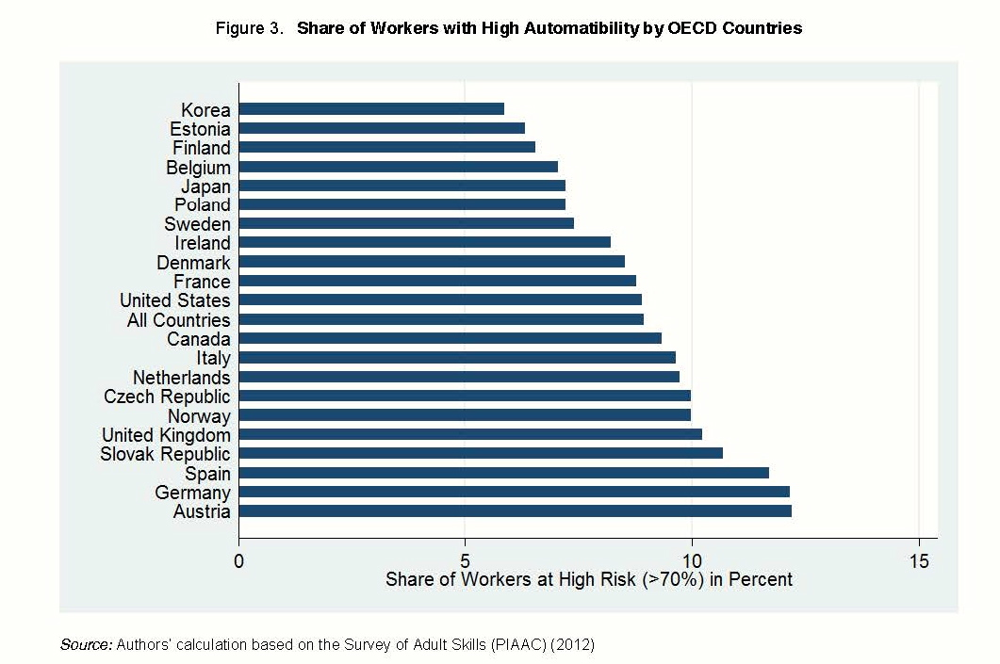 Figure 3. Share of Workers with High Automatibility by OECD Countries
Korea
Estonia
Finland
Belgium
Japan
Poland
Sweden
Ireland
Denmark
France
United States
All Countries
Canada
Italy
Netherlands
Czech Republic
Norway
United Kingdom
Slovak Republic
Spain
Germany
Austria
0 5 10 15
Share of Workers at High Risk (>70%) in Percent
Source: Authors' calculation based on the Survey of Adult Skills (PIAAC) (2012)